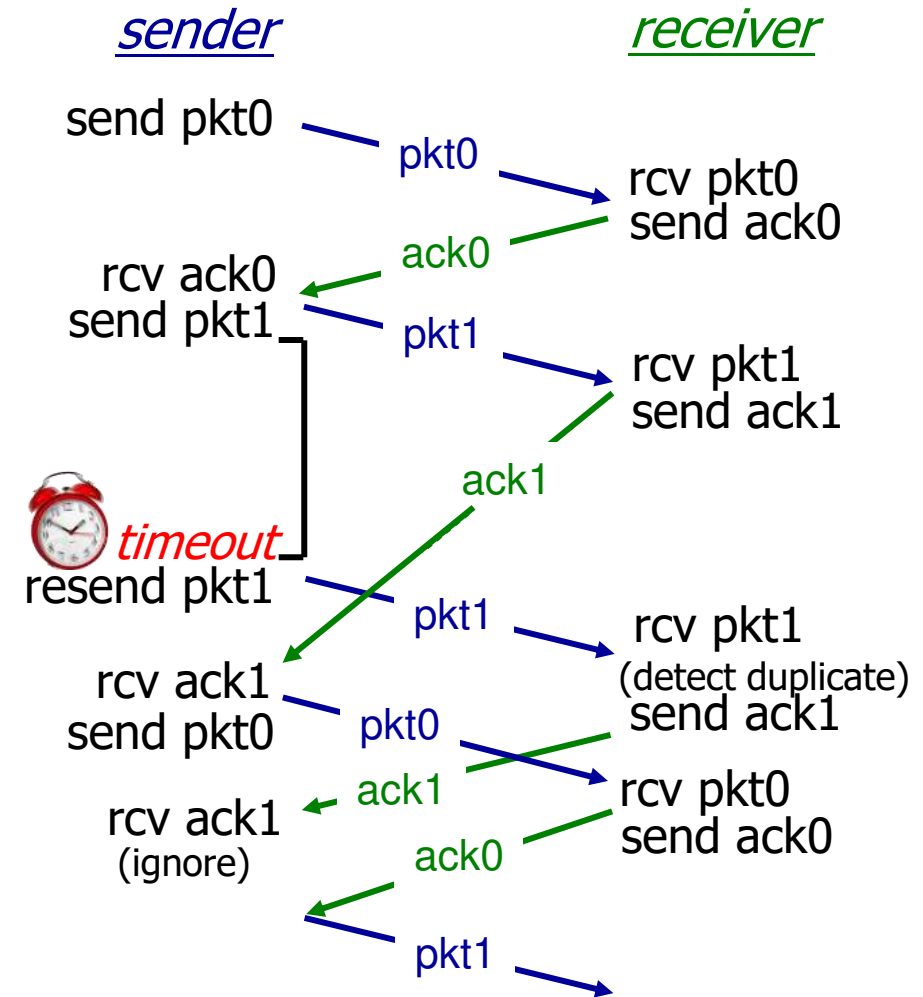 sender
receiver
send pkt0
pkt0
rcv pkt0
send ack0
ack0
rcv ack0
send pkt1
pkt1
rcv pkt1
send ack1
ack1
timeout
resend pkt1
pkt1
rcv pkt1
(detect duplicate)
send ack1
rcv ack1
send pkt0
pkt0
ack1
rcv pkt0
send ack0
rcv ack1
(ignore)
ack0
pkt1